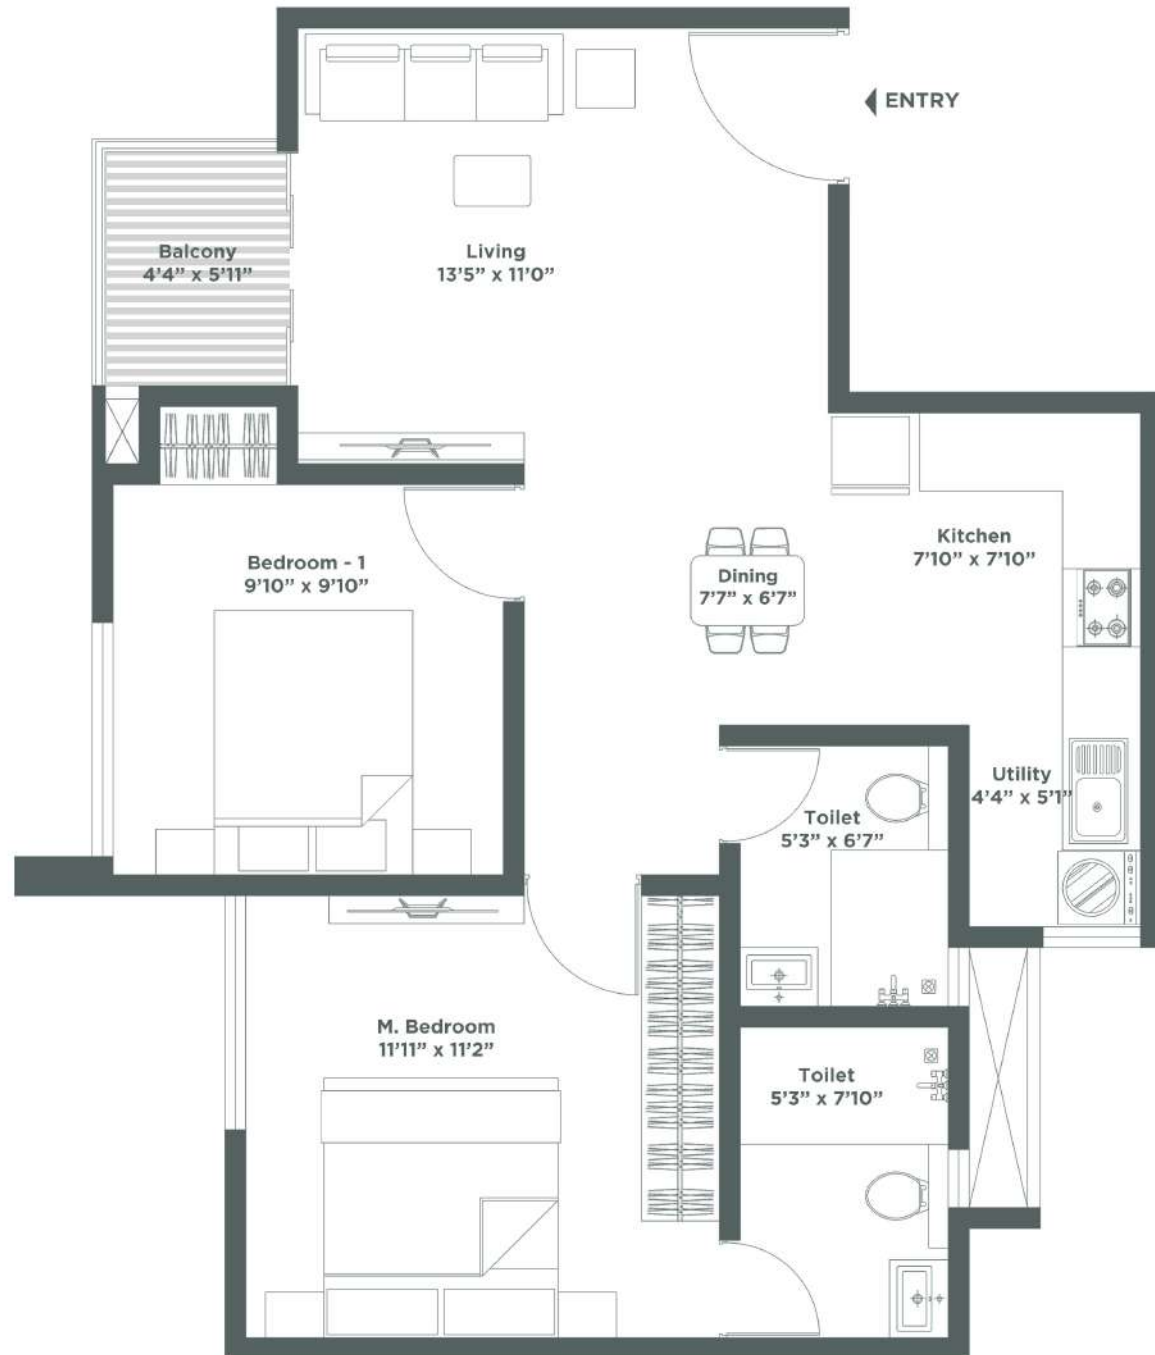 ENTRY
Balcony
4'4” x 5'11”
Living
13'5” x 11'0”
Bedroom - 1
9'10” x 9'10”
Dining
7'7” x 6'7”
Kitchen
7'10” x 7'10”
Utility
4'4” x 5'1”
Toilet
5'3” x 6'7”
M. Bedroom
11'11” x 11'2”
Toilet
5'3” x 7'10”